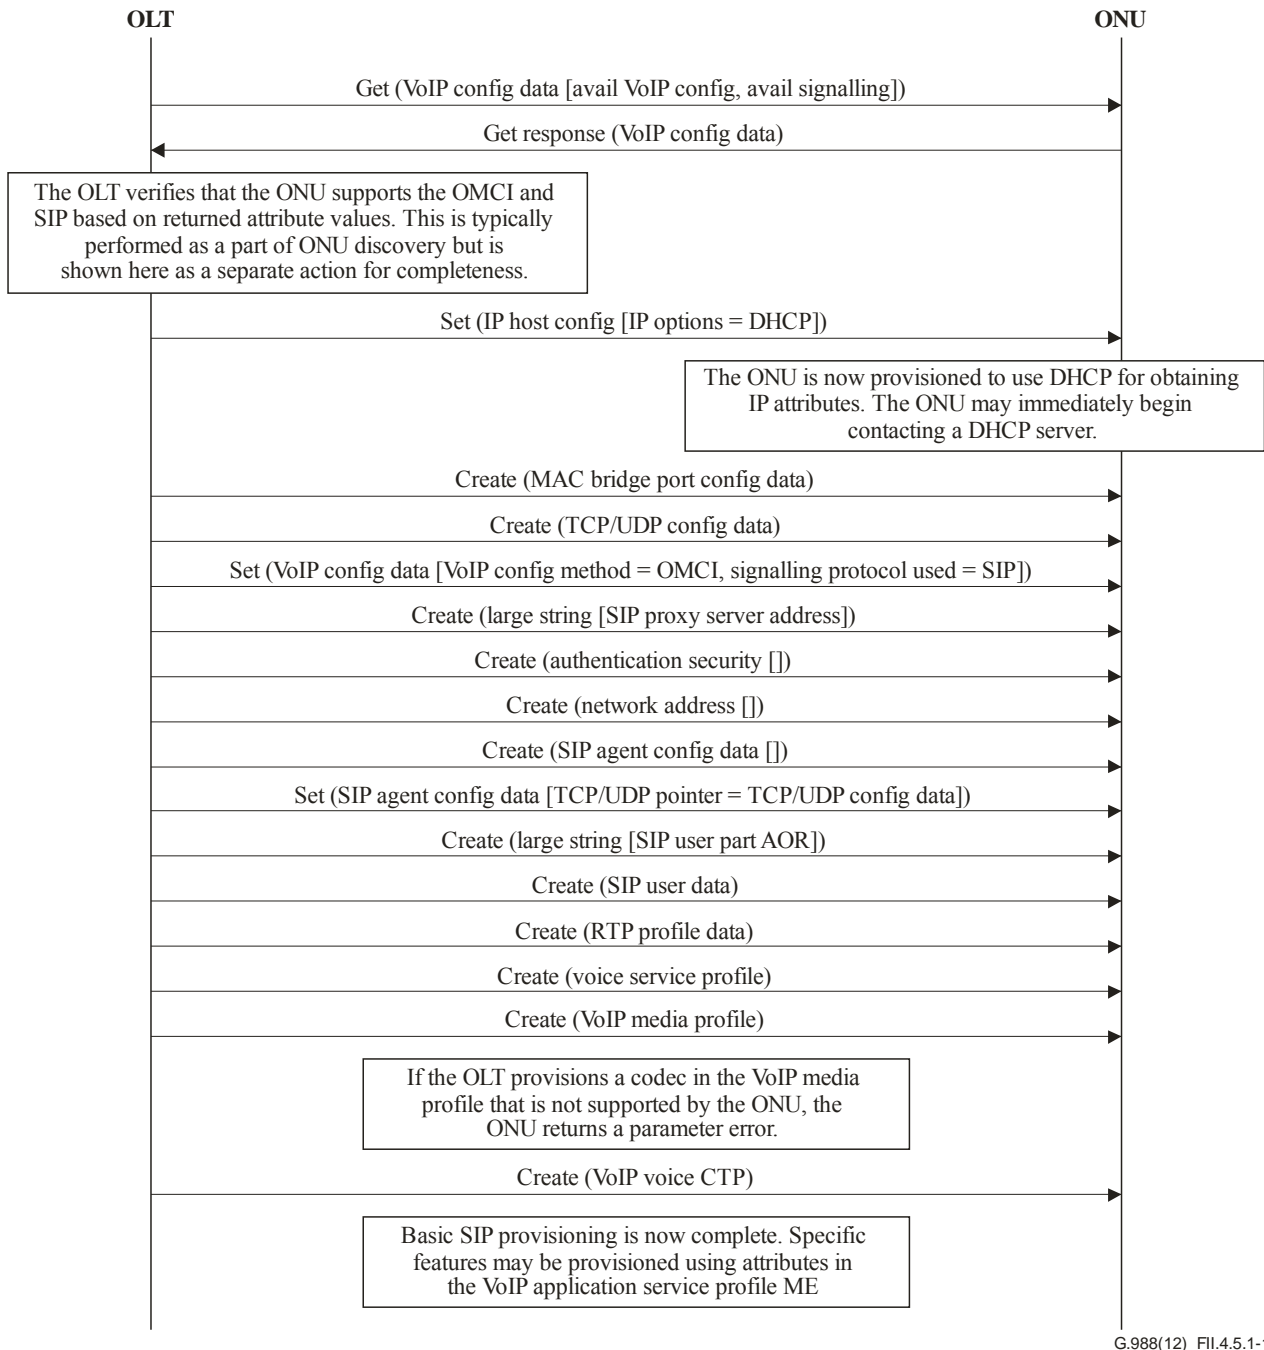 OLT
ONU
Get (VoIP config data [avail VoIP config, avail signalling])
Get response (VoIP config data)
The OLT verifies that the ONU supports the OMCI and
SIP based on returned attribute values. This is typically
performed as a part of ONU discovery but is
shown here as a separate action for completeness.
Set (IP host config [IP options = DHCP])
The ONU is now provisioned to use DHCP for obtaining
IP attributes. The ONU may immediately begin
contacting a DHCP server.
Create (MAC bridge port config data)
Create (TCP/UDP config data)
Set (VoIP config data [VoIP config method = OMCI, signalling protocol used = SIP])
Create (large string [SIP proxy server address])
Create (authentication security [])
Create (network address [])
Create (SIP agent config data [])
Set (SIP agent config data [TCP/UDP pointer = TCP/UDP config data])
Create (large string [SIP user part AOR])
Create (SIP user data)
Create (RTP profile data)
Create (voice service profile)
Create (VoIP media profile)
If the OLT provisions a codec in the VoIP media
profile that is not supported by the ONU, the
ONU returns a parameter error.
Create (VoIP voice CTP)
Basic SIP provisioning is now complete. Specific
features may be provisioned using attributes in
the VoIP application service profile ME
G.988(12)_FII.4.5.1-1